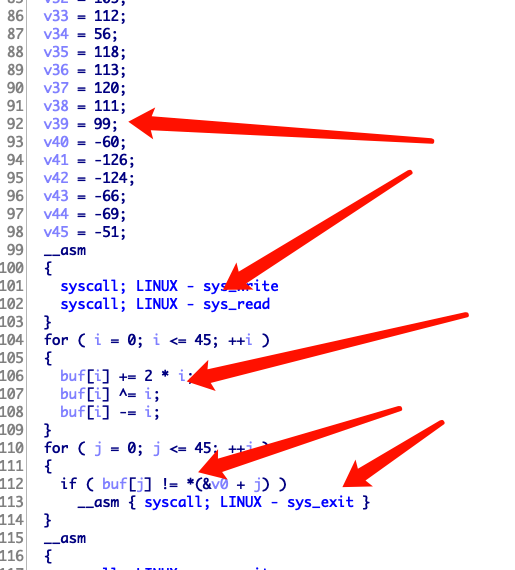 86 v33 = 112;
87 v34 = 56;
88 v35 = 118;
89 v36 = 113;
90 v37 = 120;
91 v38 = 111;
92 v39 = 99;
93 v40 = -60;
94 v41 = -126;
95 v42 = -124;
96 v43 = -66;
97 v44 = -69;
98 v45 = -51;
99 __asm
100 {
101 syscall; LINUX - sys_write
102 syscall; LINUX - sys_read
103 }
104 for ( i = 0; i <= 45; ++i )
105 {
106 buf[i] += 2 * i;
107 buf[i] ^= i;
108 buf[i] -= i;
109 }
110 for ( j = 0; j <= 45; ++j )
111 {
112 if ( buf[j] != *(&v0 + j) )
113 __asm { syscall; LINUX - sys_exit }
114 }
115 __asm
116 {